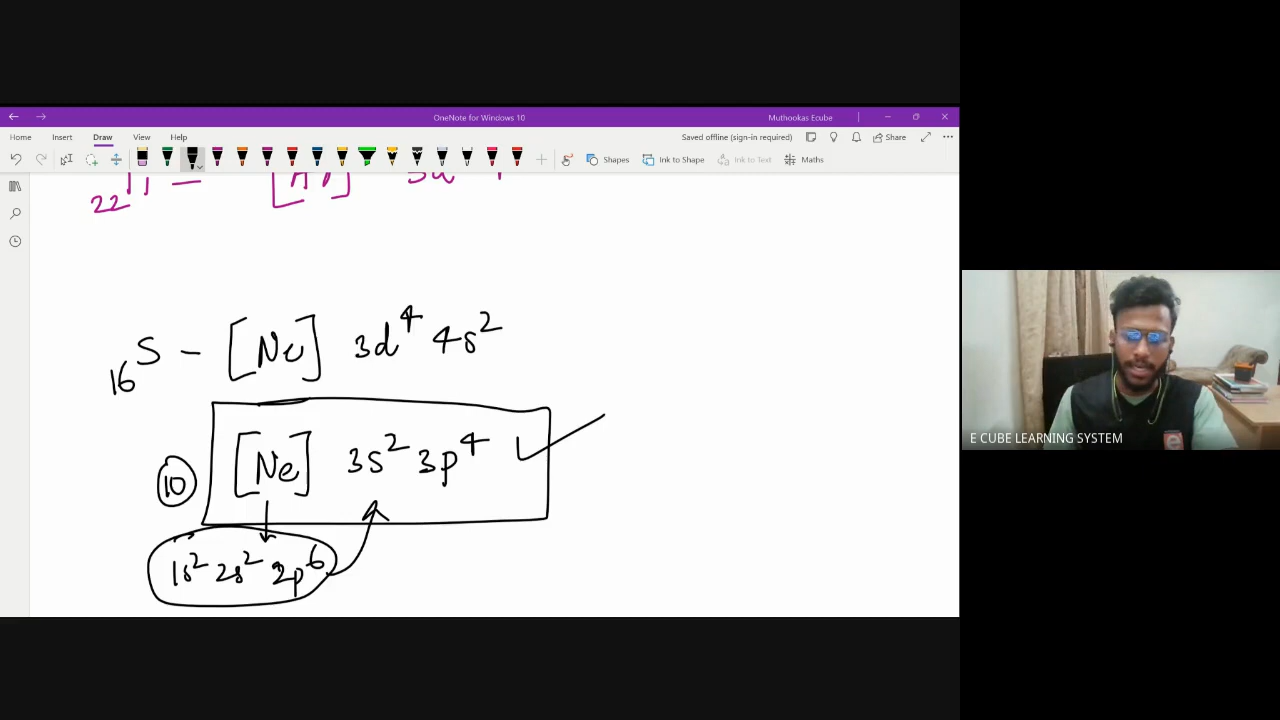 OneNote for Windows 10
Muthookas Ecube
Home Insert Draw View Help
Saved offline (sign-in required)
Share
Shapes
Ink to Shape
Ink to Text
Maths
22
16 S - [Ne] 3d⁴ 4s²
10 [Ne] 3s² 3p⁴
1s² 2s² 2p⁶
E CUBE LEARNING SYSTEM